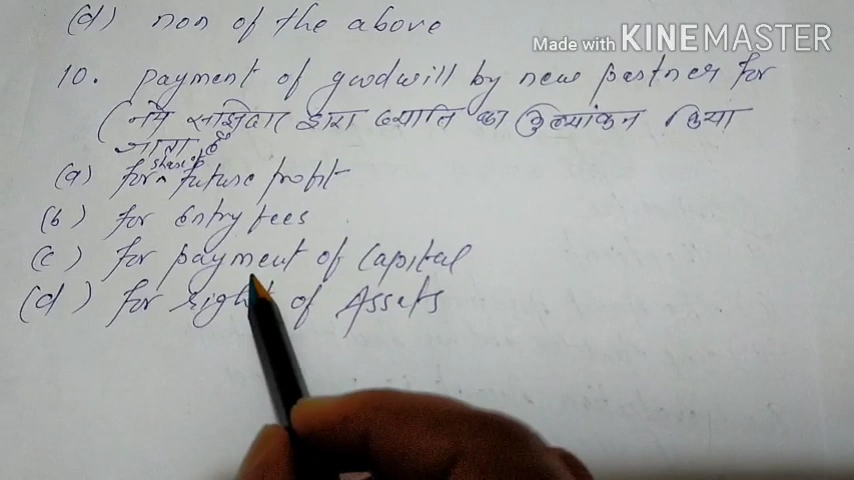 (d) non of the above
Made with KINEMASTER
10. payment of goodwill by new partner for
(नये साझेदार द्वारा ख्याति का मुल्यांकन किया
जाता है
share of
(a) for ^ future profit
(b) for entry fees
(c) for payment of Capital
(d) for right of Assets